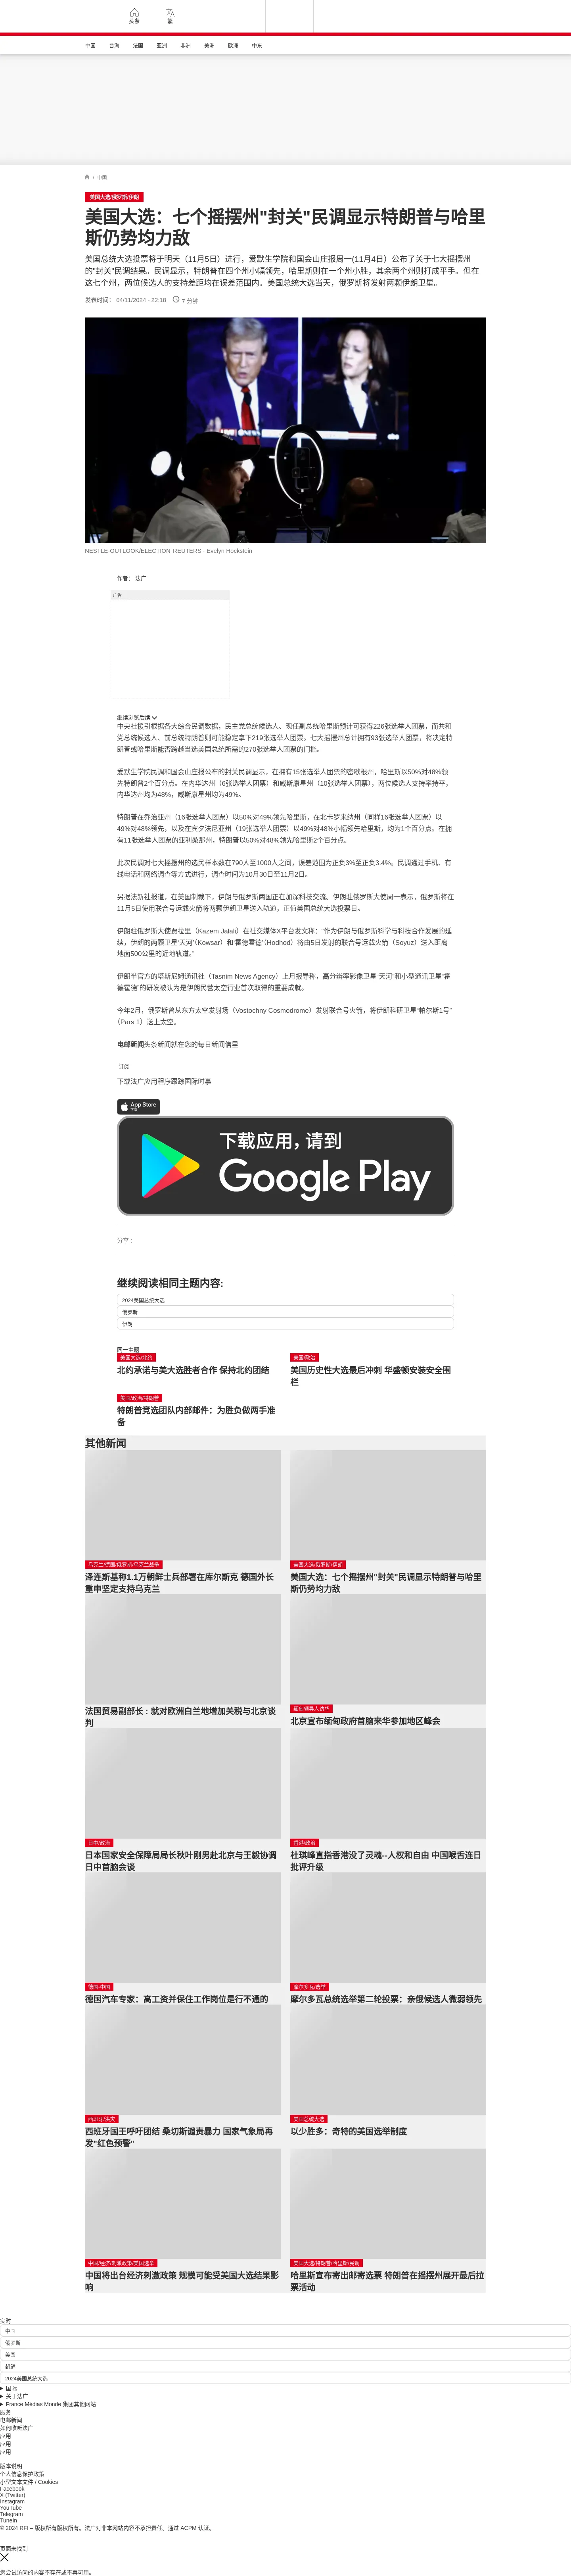 头条
繁
中国
台海
法国
亚洲
非洲
美洲
欧洲
中东
/ 美国
美国大选/俄罗斯/伊朗
美国大选：七个摇摆州"封关"民调显示特朗普与哈里
斯仍势均力敌
美国总统大选投票将于明天（11月5日）进行，爱默生学院和国会山庄报周一(11月4日）公布了关于七大摇摆州
的"封关"民调结果。民调显示，特朗普在四个州小幅领先，哈里斯则在一个州小胜，其余两个州则打成平手。但在
这七个州，两位候选人的支持差距均在误差范围内。美国总统大选当天，俄罗斯将发射两颗伊朗卫星。
发表时间： 04/11/2024 - 22:18
7 分钟
NESTLE-OUTLOOK/ELECTION REUTERS - Evelyn Hockstein
作者： 法广
广告
继续浏览后续
中央社援引根据各大综合民调数据，民主党总统候选人、现任副总统哈里斯预计可获得226张选举人团票，而共和
党总统候选人、前总统特朗普则可能稳定拿下219张选举人团票。七大摇摆州总计拥有93张选举人团票，将决定特
朗普或哈里斯能否跨越当选美国总统所需的270张选举人团票的门槛。
爱默生学院民调和国会山庄报公布的封关民调显示，在拥有15张选举人团票的密歇根州，哈里斯以50%对48%领
先特朗普2个百分点。在内华达州（6张选举人团票）和威斯康星州（10张选举人团票），两位候选人支持率持平，
内华达州均为48%，威斯康星州均为49%。
特朗普在乔治亚州（16张选举人团票）以50%对49%领先哈里斯，在北卡罗来纳州（同样16张选举人团票）以
49%对48%领先，以及在宾夕法尼亚州（19张选举人团票）以49%对48%小幅领先哈里斯，均为1个百分点。在拥
有11张选举人团票的亚利桑那州，特朗普以50%对48%领先哈里斯2个百分点。
此次民调对七大摇摆州的选民样本数在790人至1000人之间，误差范围为正负3%至正负3.4%。民调通过手机、有
线电话和网络调查等方式进行，调查时间为10月30日至11月2日。
另据法新社报道，在美国制裁下，伊朗与俄罗斯两国正在加深科技交流。伊朗驻俄罗斯大使周一表示，俄罗斯将在
11月5日使用联合号运载火箭将两颗伊朗卫星送入轨道，正值美国总统大选投票日。
伊朗驻俄罗斯大使贾拉里（Kazem Jalali）在社交媒体X平台发文称："作为伊朗与俄罗斯科学与科技合作发展的延
续，伊朗的两颗卫星'天河'（Kowsar）和'霍德霍德'（Hodhod）将由5日发射的联合号运载火箭（Soyuz）送入距离
地面500公里的近地轨道。"
伊朗半官方的塔斯尼姆通讯社（Tasnim News Agency）上月报导称，高分辨率影像卫星"天河"和小型通讯卫星"霍
德霍德"的研发被认为是伊朗民营太空行业首次取得的重要成就。
今年2月，俄罗斯曾从东方太空发射场（Vostochny Cosmodrome）发射联合号火箭，将伊朗科研卫星"帕尔斯1号"
（Pars 1）送上太空。
电邮新闻头条新闻就在您的每日新闻信里
订阅
下载法广应用程序跟踪国际时事
App Store
下载
下载应用，请到
Google Play
分享 :
继续阅读相同主题内容:
2024美国总统大选
俄罗斯
伊朗
同一主题
美国大选/北约
北约承诺与美大选胜者合作 保持北约团结
美国/政治
美国历史性大选最后冲刺 华盛顿安装安全围
栏
美国/政治/特朗普
特朗普竞选团队内部邮件：为胜负做两手准
备
其他新闻
乌克兰/德国/俄罗斯/乌克兰战争
泽连斯基称1.1万朝鲜士兵部署在库尔斯克 德国外长
重申坚定支持乌克兰
美国大选/俄罗斯/伊朗
美国大选：七个摇摆州"封关"民调显示特朗普与哈里
斯仍势均力敌
法国贸易副部长 : 就对欧洲白兰地增加关税与北京谈
判
缅甸领导人访华
北京宣布缅甸政府首脑来华参加地区峰会
日中/政治
日本国家安全保障局局长秋叶刚男赴北京与王毅协调
日中首脑会谈
香港/政治
杜琪峰直指香港没了灵魂--人权和自由 中国喉舌连日
批评升级
德国·中国
德国汽车专家：高工资并保住工作岗位是行不通的
摩尔多瓦/选举
摩尔多瓦总统选举第二轮投票：亲俄候选人微弱领先
西班牙/洪灾
西班牙国王呼吁团结 桑切斯谴责暴力 国家气象局再
发"红色预警"
美国总统大选
以少胜多：奇特的美国选举制度
中国/经济/刺激政策/美国选举
中国将出台经济刺激政策 规模可能受美国大选结果影
响
美国大选/特朗普/哈里斯/民调
哈里斯宣布寄出邮寄选票 特朗普在摇摆州展开最后拉
票活动
实时
中国
俄罗斯
美国
朝鲜
2024美国总统大选
国际
关于法广
France Médias Monde 集团其他网站
服务
电邮新闻
如何收听法广
应用
应用
应用
版本说明
个人信息保护政策
小型文本文件 / Cookies
Facebook
X (Twitter)
Instagram
YouTube
Telegram
TuneIn
© 2024 RFI – 版权所有版权所有。法广对非本网站内容不承担责任。通过 ACPM 认证。
页面未找到
您尝试访问的内容不存在或不再可用。